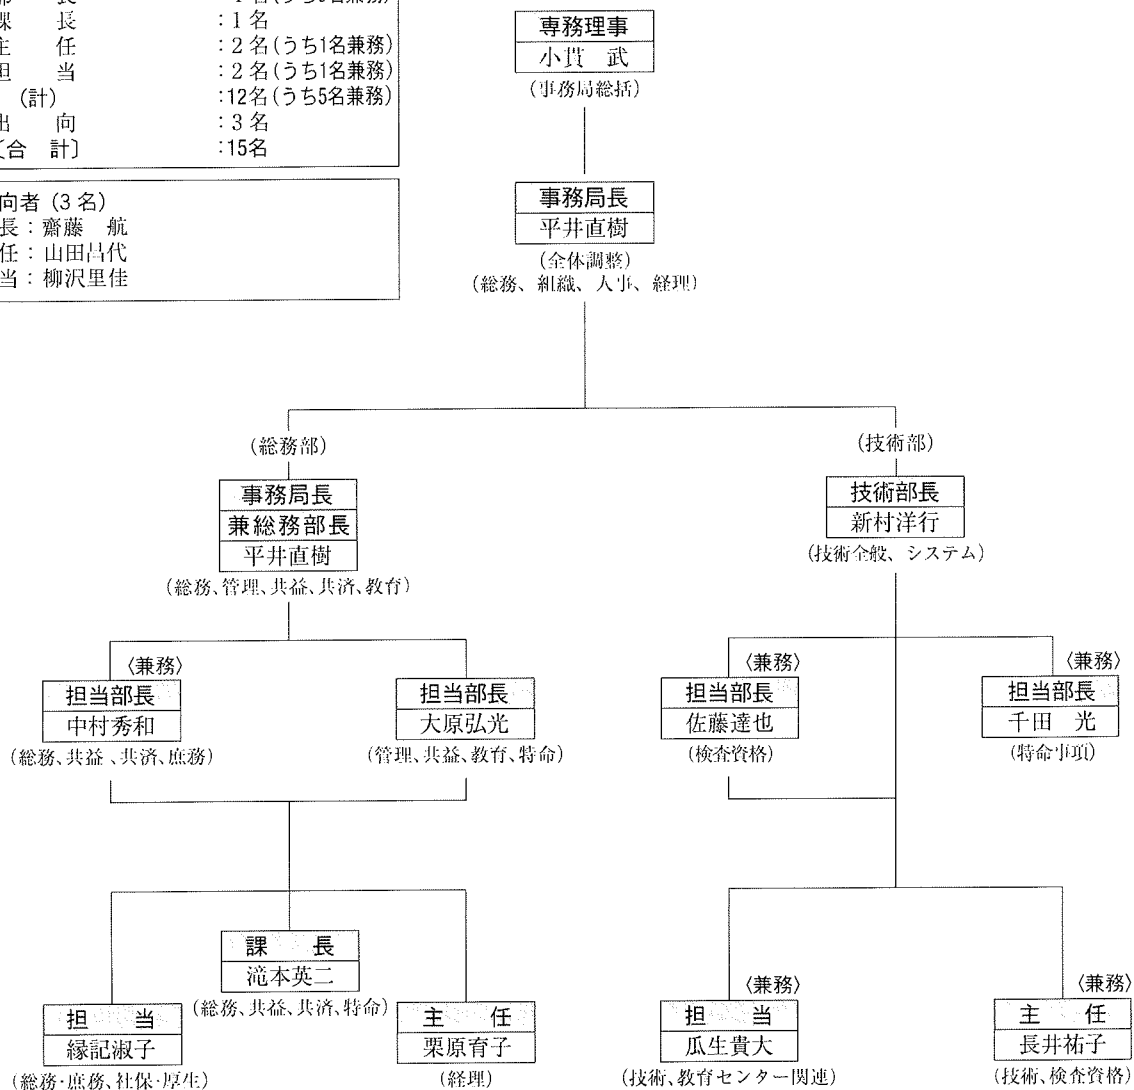 課　長　：1名
主　任　：2名(うち1名兼務)
担　当　：2名(うち1名兼務)
(計)　：12名(うち5名兼務)
出　向　：3名
〔合　計〕　：15名
向者（3名）
長：齋藤　航
任：山田昌代
当：柳沢里佳
専務理事
小貫　武
(事務局総括)
事務局長
平井直樹
(全体調整)
(総務、組織、人事、経理)
(総務部)
事務局長
兼総務部長
平井直樹
(総務、管理、共益、共済、教育)
(技術部)
技術部長
新村洋行
(技術全般、システム)
〈兼務〉
担当部長
中村秀和
(総務、共益、共済、庶務)
担当部長
大原弘光
(管理、共益、教育、特命)
〈兼務〉
担当部長
佐藤達也
(検査資格)
〈兼務〉
担当部長
千田　光
(特命事項)
課　長
滝本英二
(総務、共益、共済、特命)
担　当
縁記淑子
(総務・庶務、社保・厚生)
主　任
栗原育子
(経理)
〈兼務〉
担　当
瓜生貴大
(技術、教育センター関連)
〈兼務〉
主　任
長井祐子
(技術、検査資格)